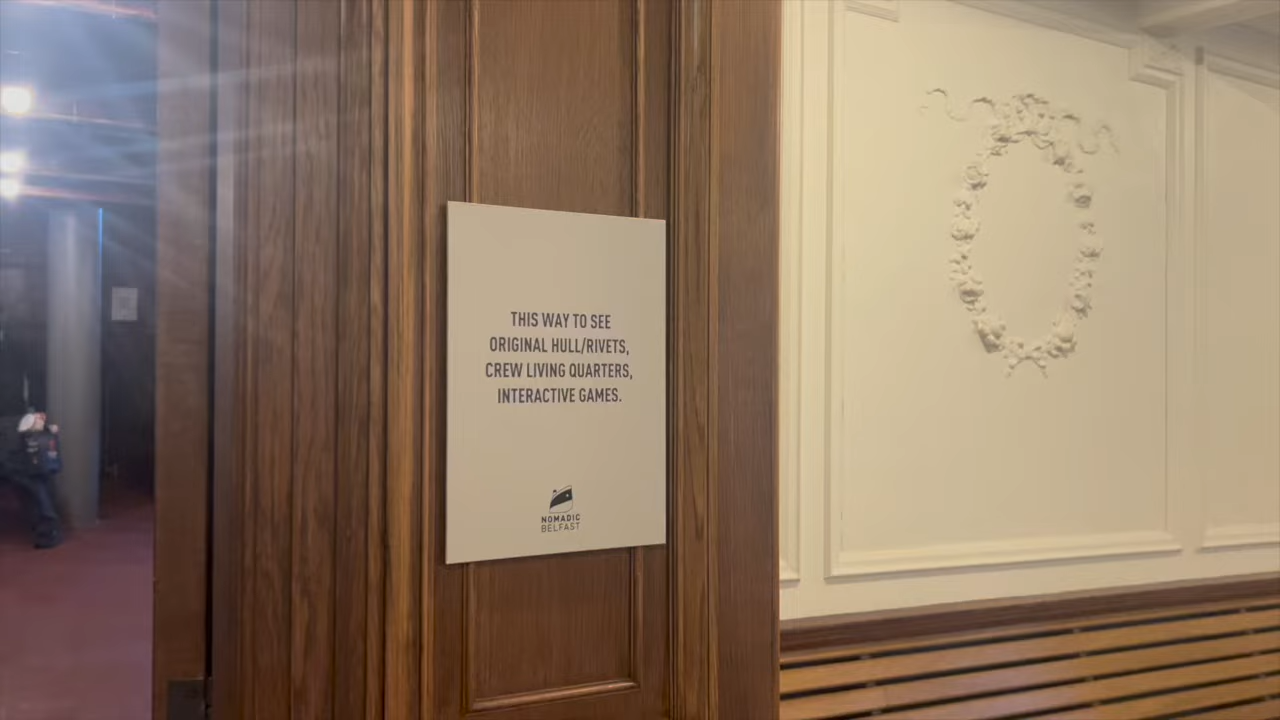 THIS WAY TO SEE
ORIGINAL HULL/RIVETS,
CREW LIVING QUARTERS,
INTERACTIVE GAMES.
NOMADIC
BELFAST